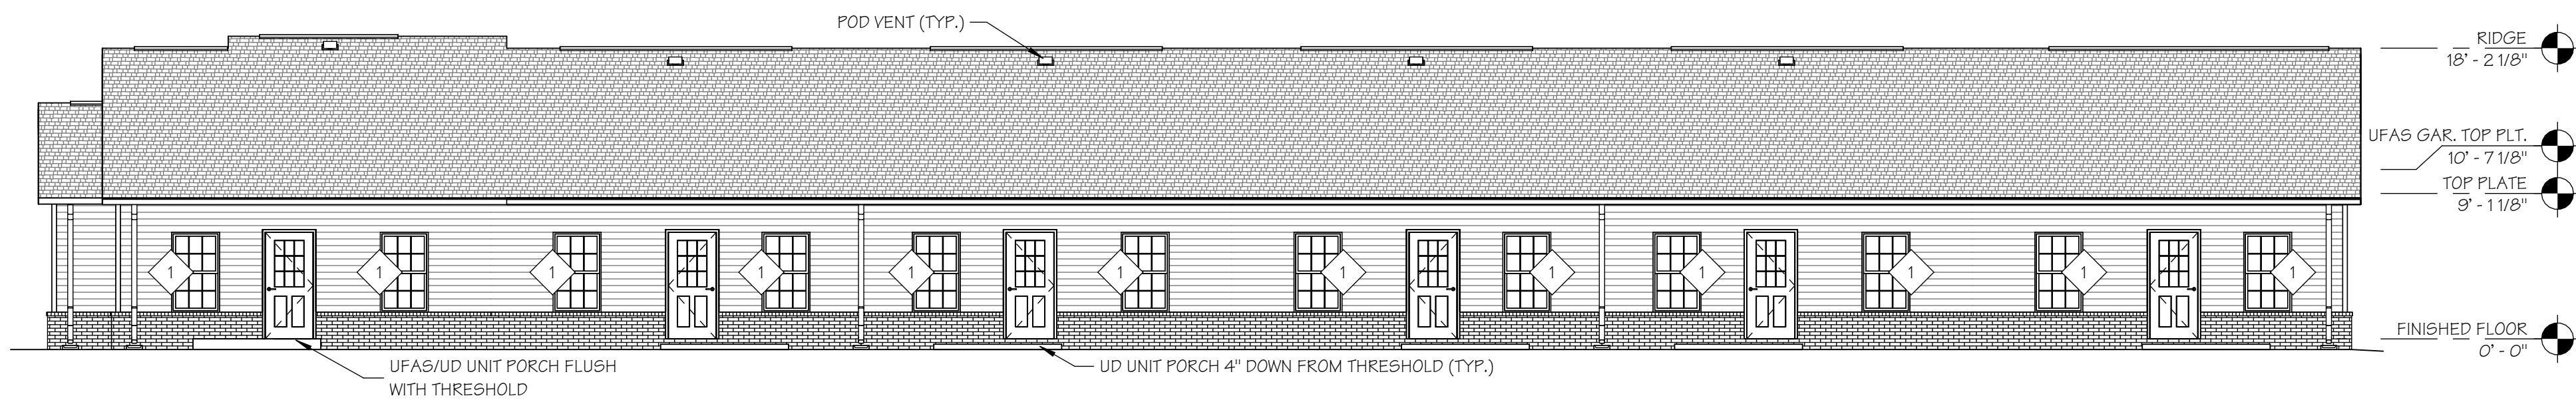 POD VENT (TYP.)
RIDGE
18' - 2 1/8"
UFAS GAR. TOP PLT.
10' - 7 1/8"
TOP PLATE
9' - 1 1/8"
1
1
1
1
1
1
1
1
1
1
1
1
FINISHED FLOOR
0' - 0"
UFAS/UD UNIT PORCH FLUSH
WITH THRESHOLD
UD UNIT PORCH 4" DOWN FROM THRESHOLD (TYP.)